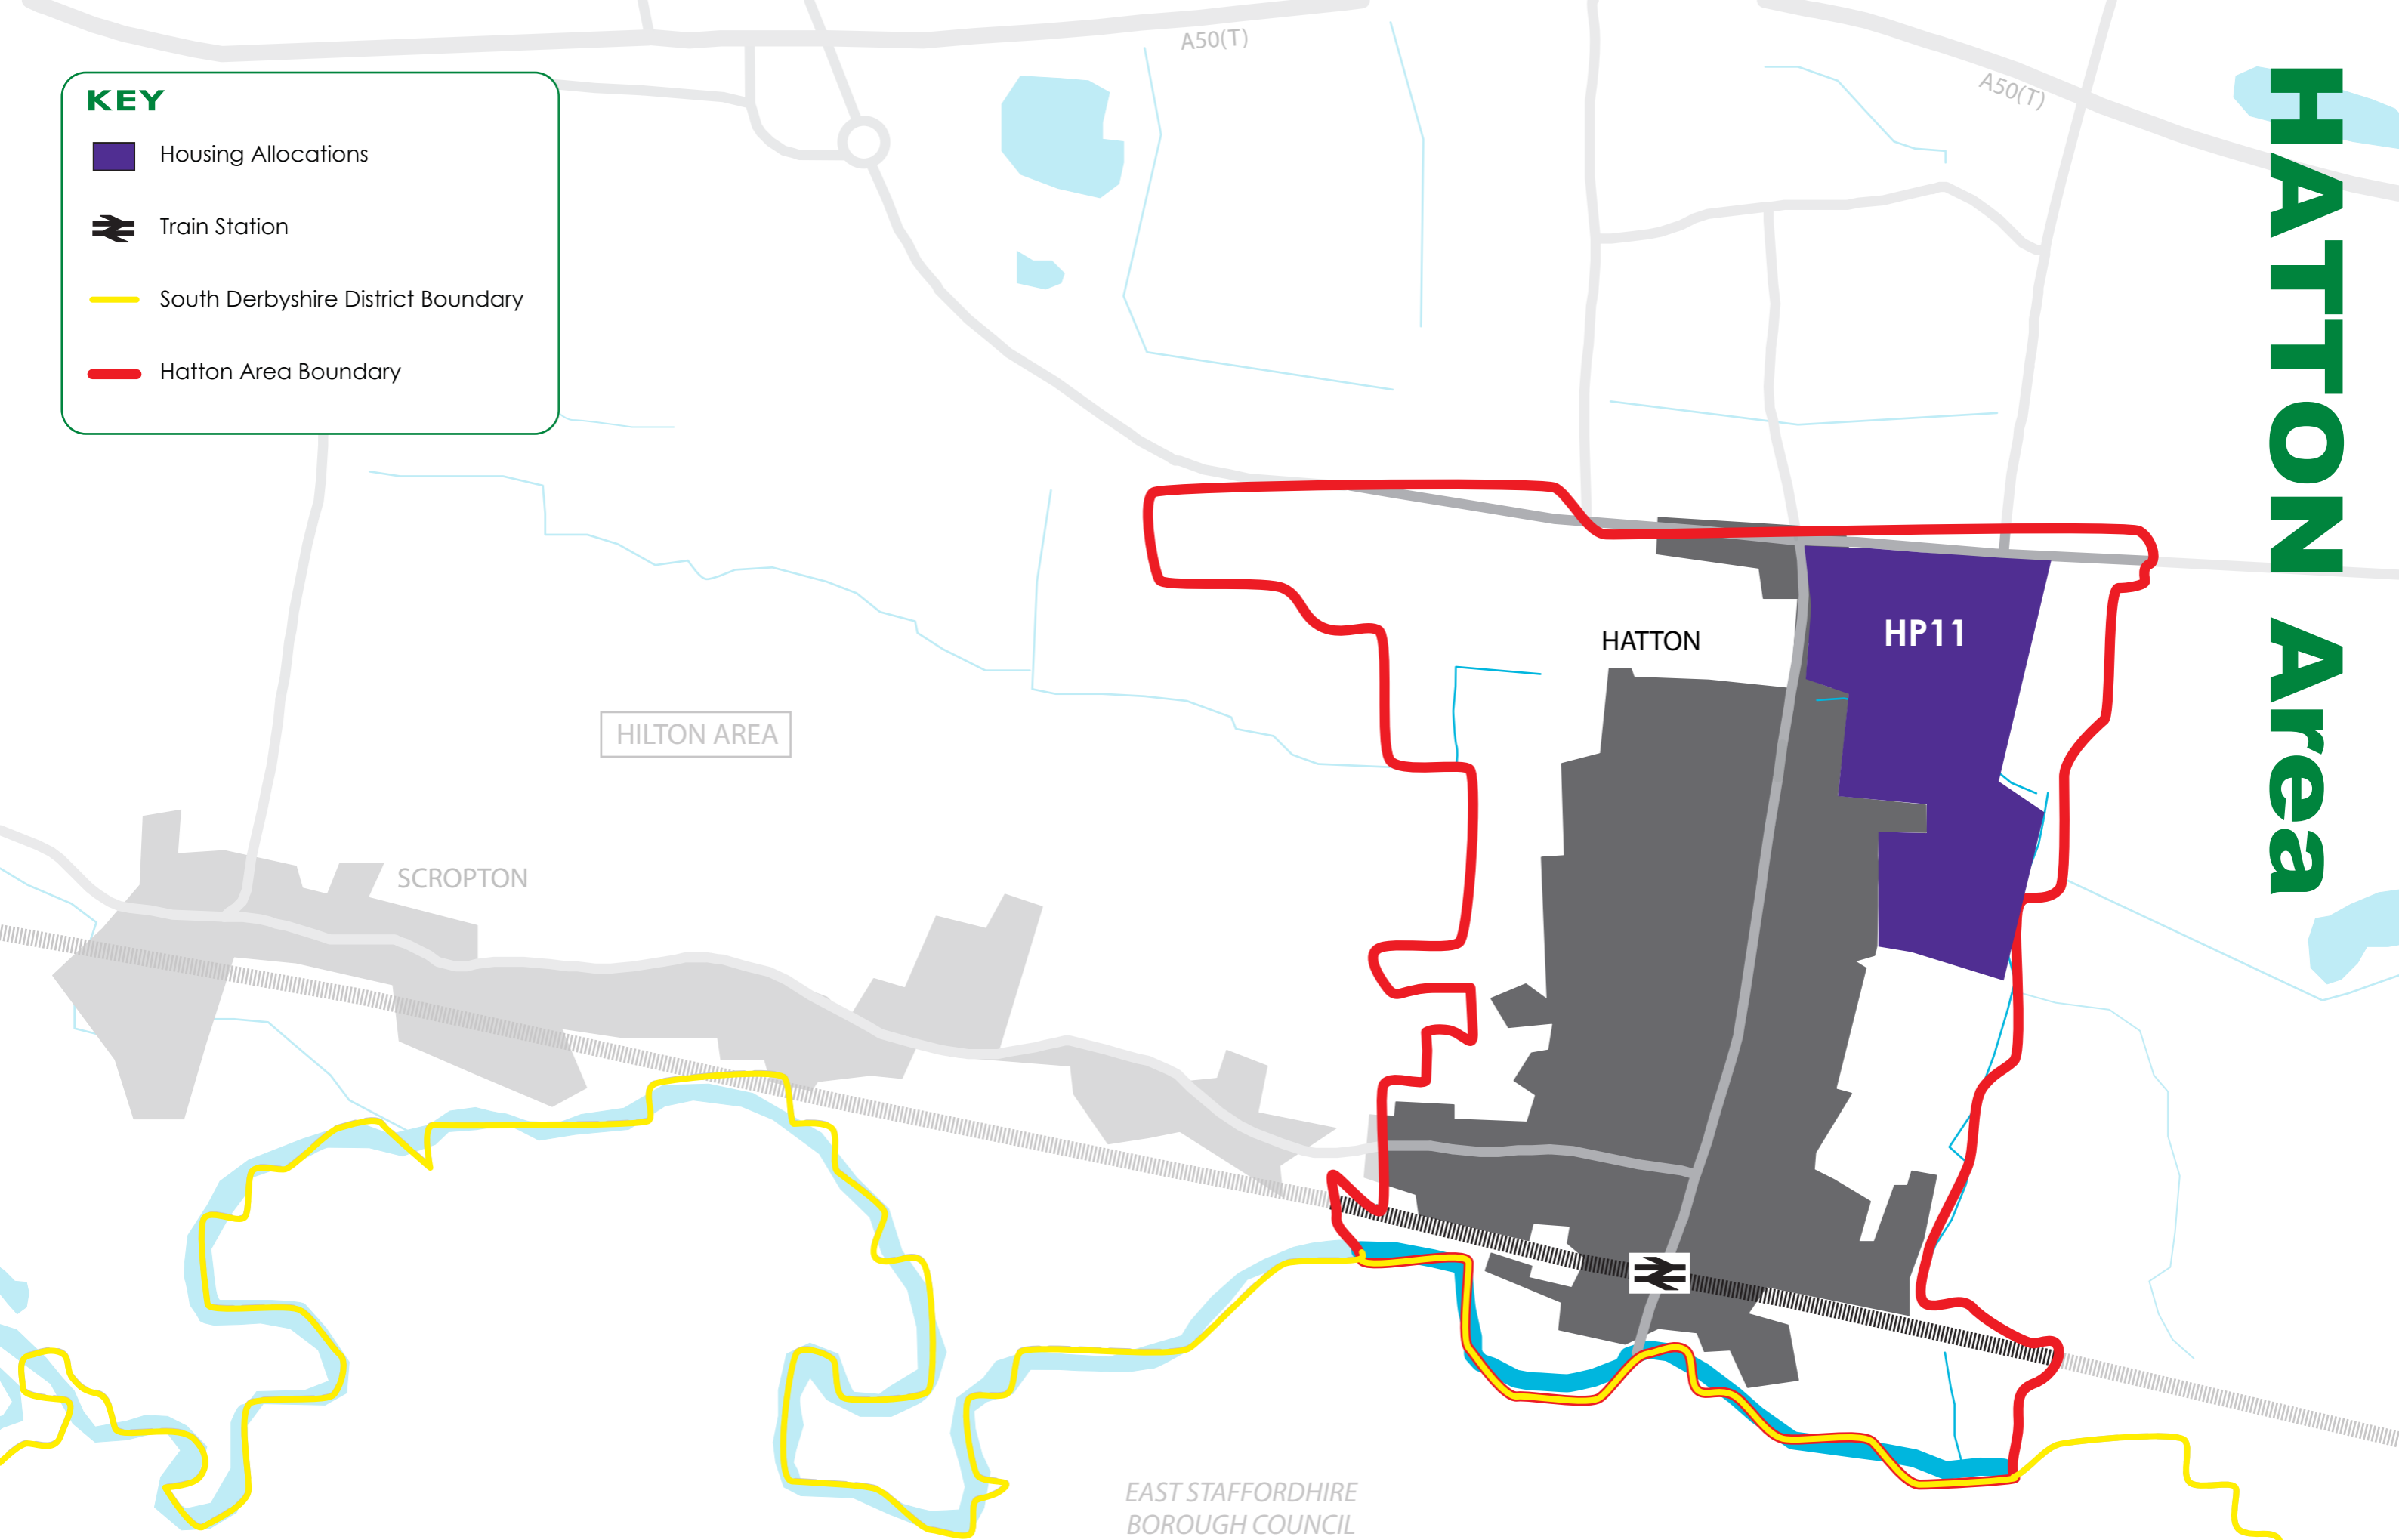 A50(T)
A50(T)
KEY
Housing Allocations
Train Station
South Derbyshire District Boundary
Hatton Area Boundary
HATTON Area
HP11
HATTON
HILTON AREA
SCROPTON
EAST STAFFORDHIRE
BOROUGH COUNCIL